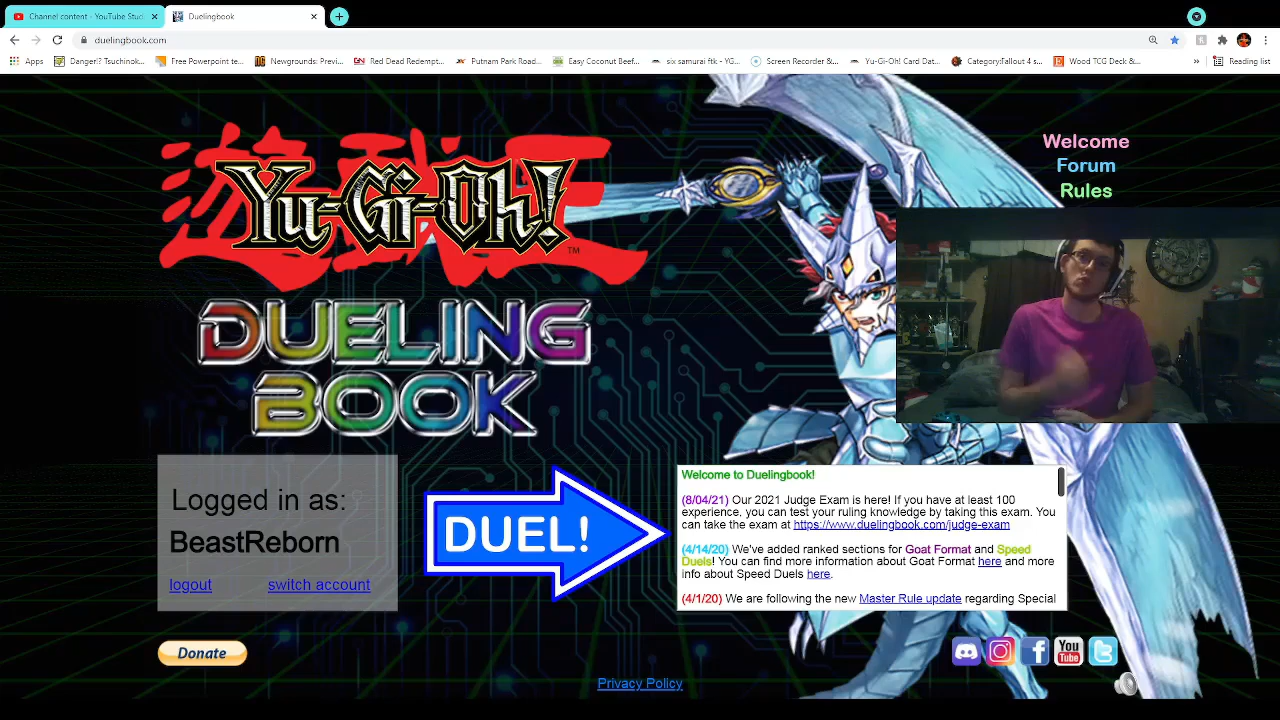 Channel content - YouTube Studi
Duelingbook
duelingbook.com
Apps
Danger!? Tsuchinok...
Free Powerpoint te...
Newgrounds: Previ...
Red Dead Redempt...
Putnam Park Road...
Easy Coconut Beef...
six samurai ftk - YG...
Screen Recorder &...
Yu-Gi-Oh! Card Dat...
Category:Fallout 4 s...
Wood TCG Deck &...
»
Reading list
遊戯王
Yu-Gi-Oh!
TM
DUELING
BOOK
Welcome
Forum
Rules
Logged in as:
BeastReborn
logout switch account
DUEL!
Welcome to Duelingbook!
(8/04/21) Our 2021 Judge Exam is here! If you have at least 100
experience, you can test your ruling knowledge by taking this exam. You
can take the exam at https://www.duelingbook.com/judge-exam
(4/14/20) We've added ranked sections for Goat Format and Speed
Duels! You can find more information about Goat Format here and more
info about Speed Duels here.
(4/1/20) We are following the new Master Rule update regarding Special
Donate
You
Tube
Privacy Policy